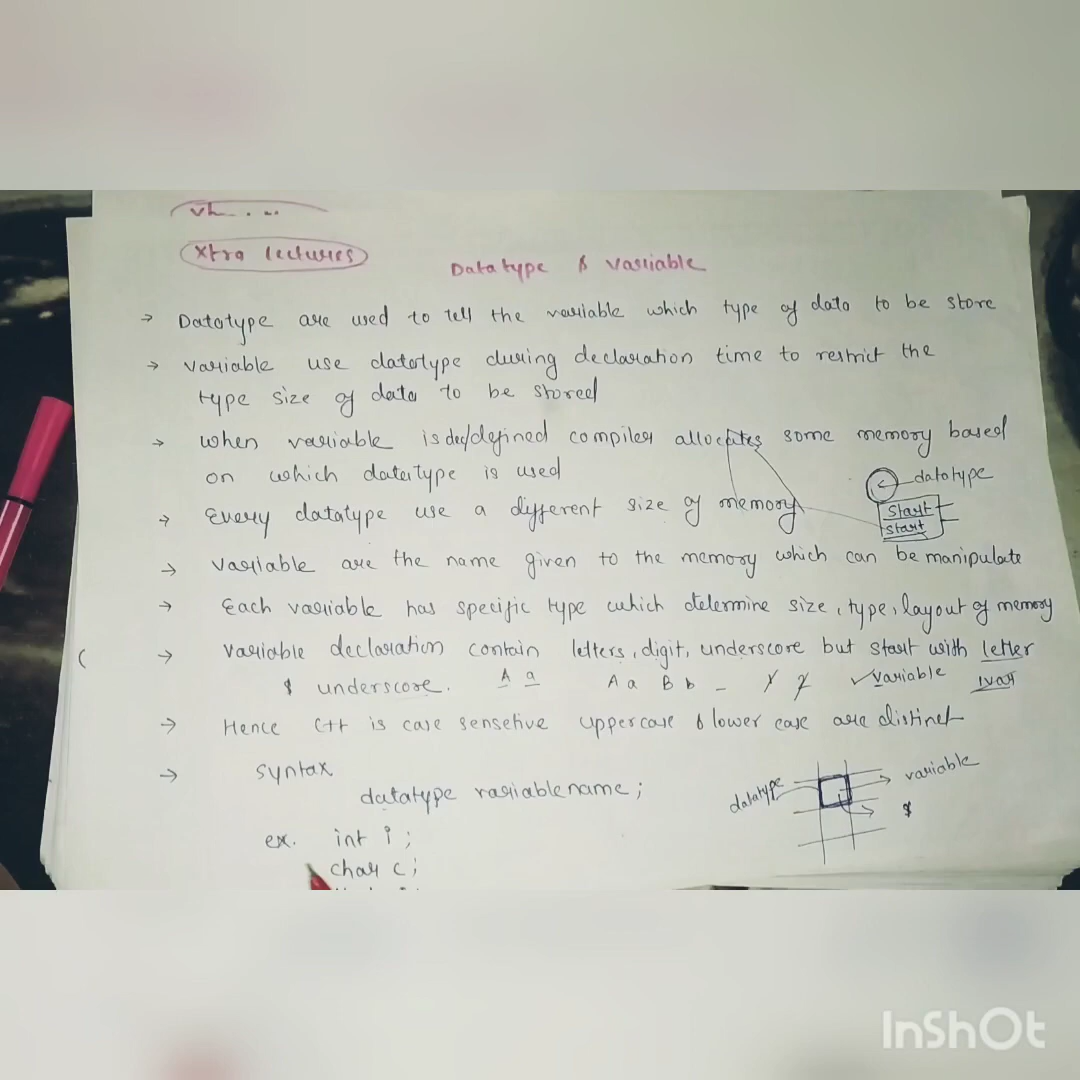 Xtra lectures
Datatype & variable
→ Datatype are used to tell the variable which type of data to be store
→ variable use datatype during declaration time to restrict the
type size of data to be stored
→ when variable is dec/defined compiler allocates some memory based
on which datatype is used
datatype
→ Every datatype use a different size of memory
start
start
→ variable are the name given to the memory which can be manipulate
→ Each variable has specific type which determine size, type, layout of memory
→ variable declaration contain letters, digit, underscore but start with letter
& underscore. A a A a B b _ variable 1var
→ Hence C++ is case sensetive uppercase & lower case are distinct
→ syntax
datatype variable
datatype variablename;
ex. int i;
char c;
InShOt